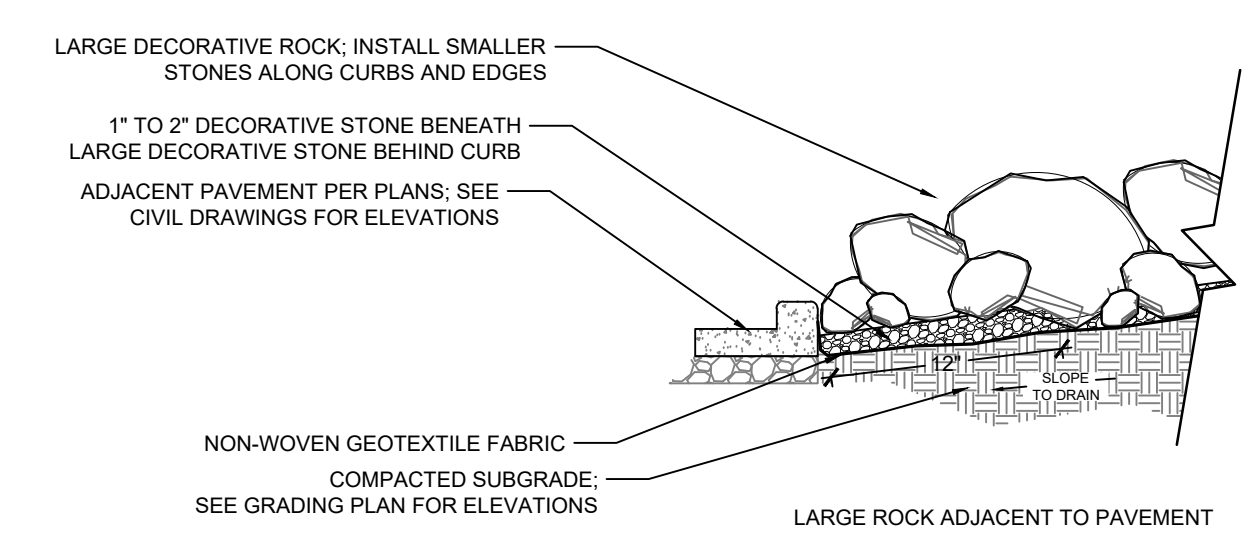 LARGE DECORATIVE ROCK; INSTALL SMALLER
STONES ALONG CURBS AND EDGES
1" TO 2" DECORATIVE STONE BENEATH
LARGE DECORATIVE STONE BEHIND CURB
ADJACENT PAVEMENT PER PLANS; SEE
CIVIL DRAWINGS FOR ELEVATIONS
12"
SLOPE
TO DRAIN
NON-WOVEN GEOTEXTILE FABRIC
COMPACTED SUBGRADE;
SEE GRADING PLAN FOR ELEVATIONS
LARGE ROCK ADJACENT TO PAVEMENT